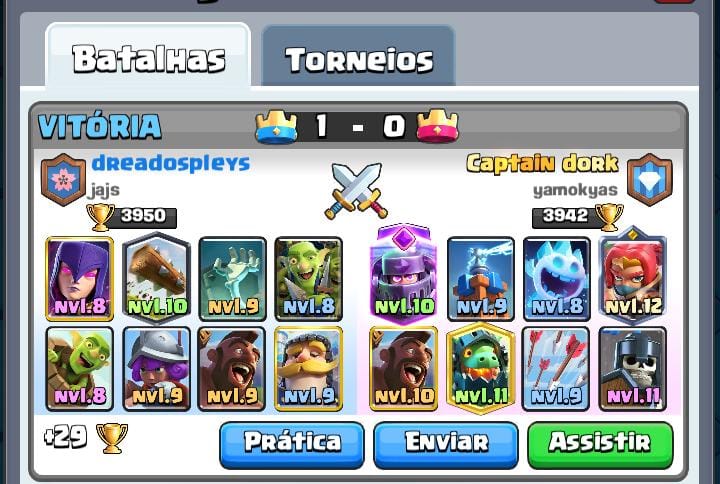 Batalhas Torneios
VITÓRIA 1 - 0
dreadospleys Captain dork
jajs yamokyas
3950 3942
Nvl.8 Nvl.10 Nvl.9 Nvl.8 Nvl.10 Nvl.9 Nvl.8 Nvl.12
Nvl.8 Nvl.9 Nvl.9 Nvl.9 Nvl.10 Nvl.11 Nvl.9 Nvl.11
+29 Prática Enviar Assistir